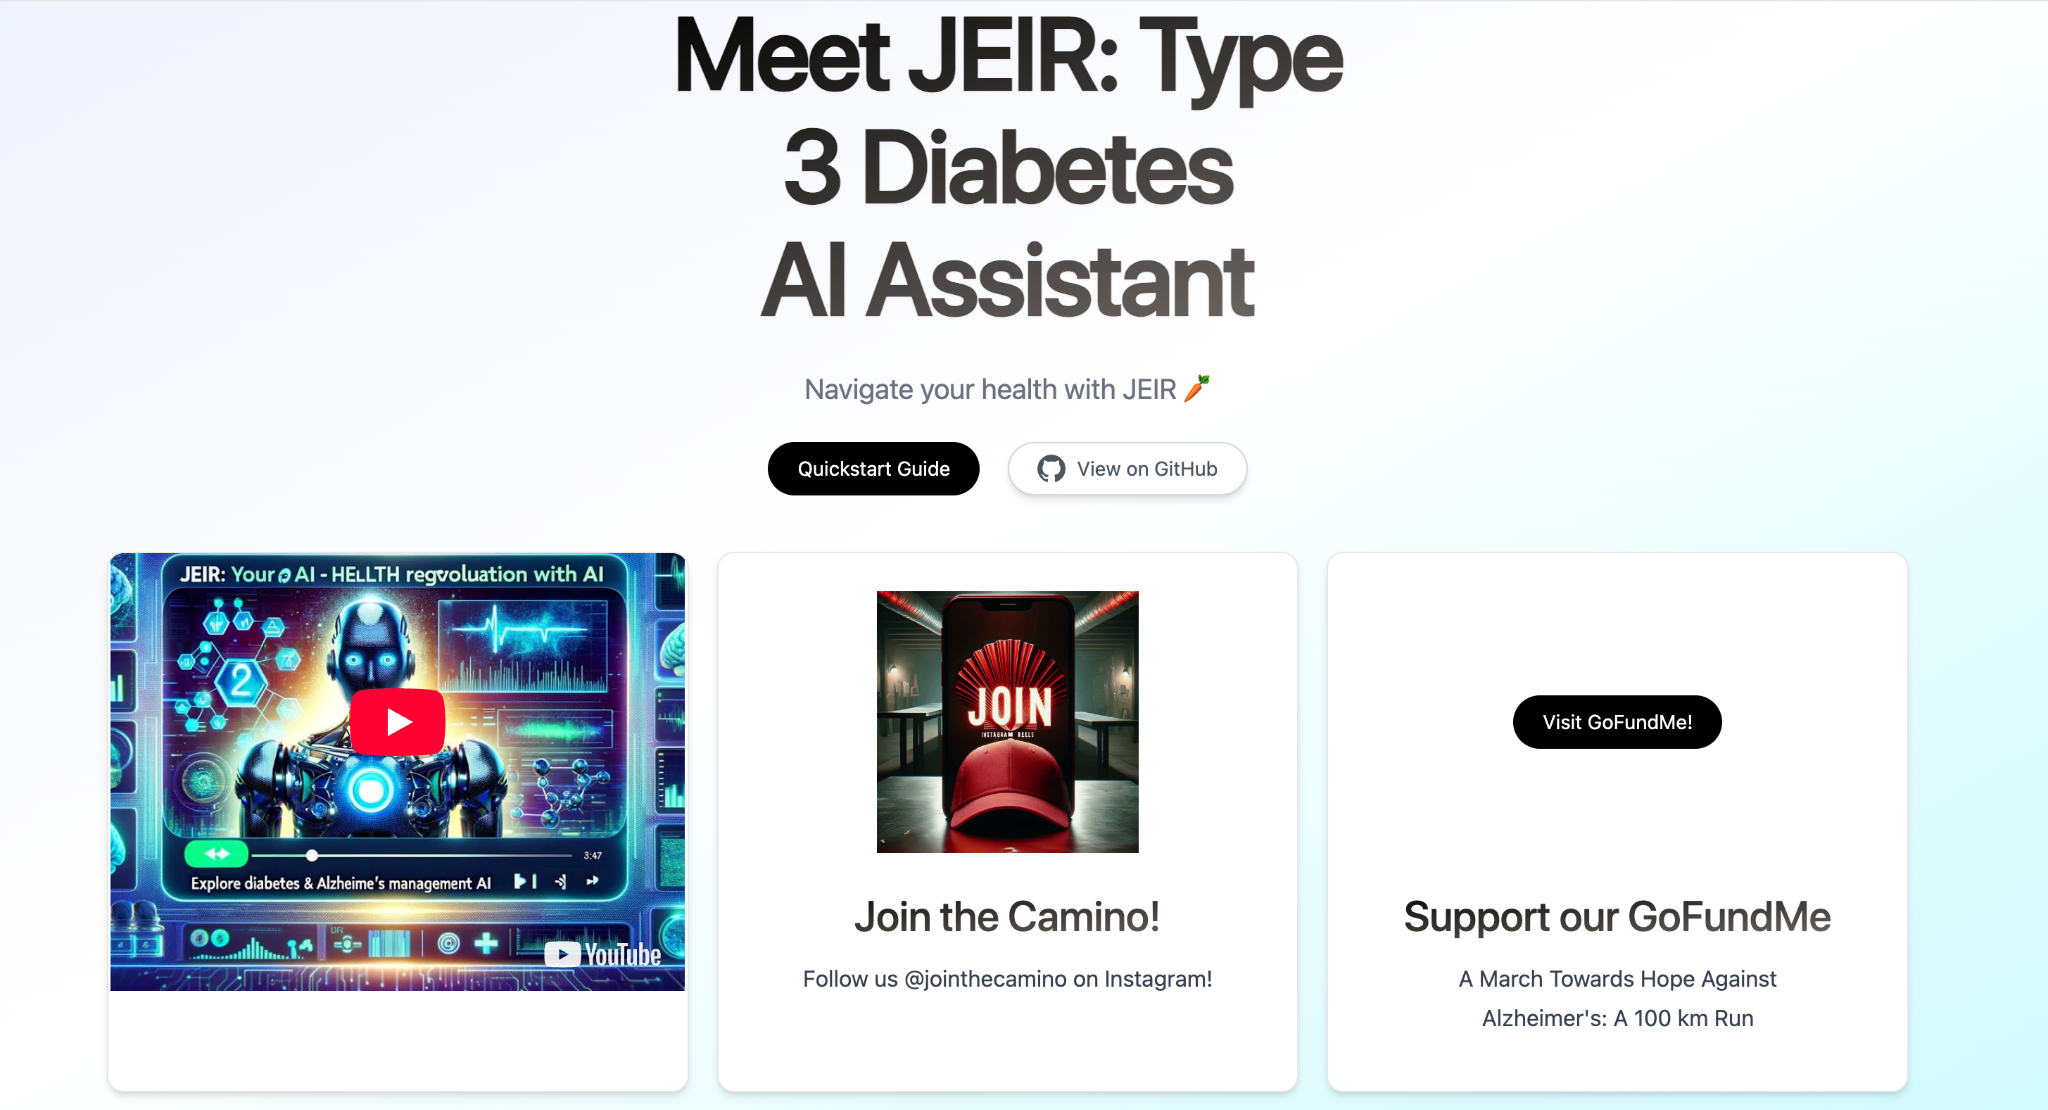 Meet JEIR: Type
3 Diabetes
AI Assistant
Navigate your health with JEIR 🥕
Quickstart Guide
View on GitHub
JEIR: Your AI - HELLTH regvoluation with AI
2
3:47
Explore diabetes & Alzheime's management AI
YouTube
JOIN
INSTAGRAM REELS
Join the Camino!
Follow us @jointhecamino on Instagram!
Visit GoFundMe!
Support our GoFundMe
A March Towards Hope Against
Alzheimer's: A 100 km Run